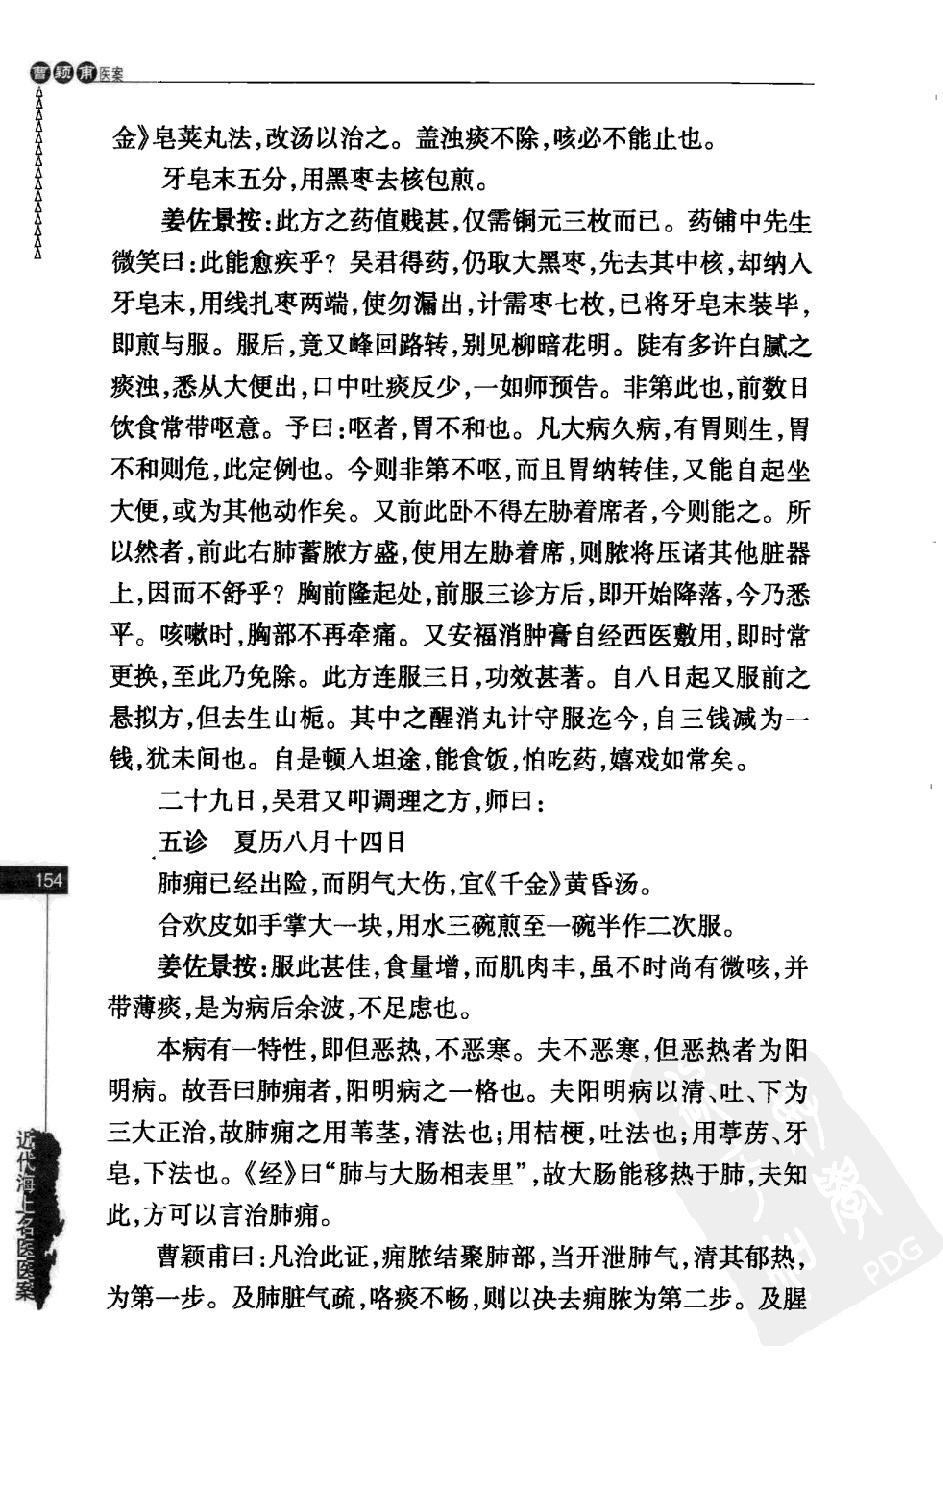 曹颖甫医案
金》皂荚丸法,改汤以治之。盖浊痰不除,咳必不能止也。
牙皂末五分,用黑枣去核包煎。
姜佐景按:此方之药值贱甚,仅需铜元三枚而已。药铺中先生
微笑曰:此能愈疾乎?吴君得药,仍取大黑枣,先去其中核,却纳入
牙皂末,用线扎枣两端,使勿漏出,计需枣七枚,已将牙皂末装毕,
即煎与服。服后,竟又峰回路转,别见柳暗花明。陡有多许白腻之
痰浊,悉从大便出,口中吐痰反少,一如师预告。非第此也,前数日
饮食常带呕意。予曰:呕者,胃不和也。凡大病久病,有胃则生,胃
不和则危,此定例也。今则非第不呕,而且胃纳转佳,又能自起坐
大便,或为其他动作矣。又前此卧不得左胁着席者,今则能之。所
以然者,前此右肺蓄脓方盛,使用左胁着席,则脓将压诸其他脏器
上,因而不舒乎?胸前隆起处,前服三诊方后,即开始降落,今乃悉
平。咳嗽时,胸部不再牵痛。又安福消肿膏自经西医敷用,即时常
更换,至此乃免除。此方连服三日,功效甚著。自八日起又服前之
悬拟方,但去生山栀。其中之醒消丸计守服迄今,自三钱减为一
钱,犹未间也。自是顿入坦途,能食饭,怕吃药,嬉戏如常矣。
二十九日,吴君又叩调理之方,师曰:
五诊　夏历八月十四日
肺痈已经出险,而阴气大伤,宜《千金》黄昏汤。
合欢皮如手掌大一块,用水三碗煎至一碗半作二次服。
姜佐景按:服此甚佳,食量增,而肌肉丰,虽不时尚有微咳,并
带薄痰,是为病后余波,不足虑也。
本病有一特性,即但恶热,不恶寒。夫不恶寒,但恶热者为阳
明病。故吾曰肺痈者,阳明病之一格也。夫阳明病以清、吐、下为
三大正治,故肺痈之用苇茎,清法也;用桔梗,吐法也;用葶苈、牙
皂,下法也。《经》曰“肺与大肠相表里”,故大肠能移热于肺,夫知
此,方可以言治肺痈。
曹颖甫曰:凡治此证,痈脓结聚肺部,当开泄肺气,清其郁热,
为第一步。及肺脏气疏,咯痰不畅,则以决去痈脓为第二步。及腥
154
近代海上名医医案
PDG